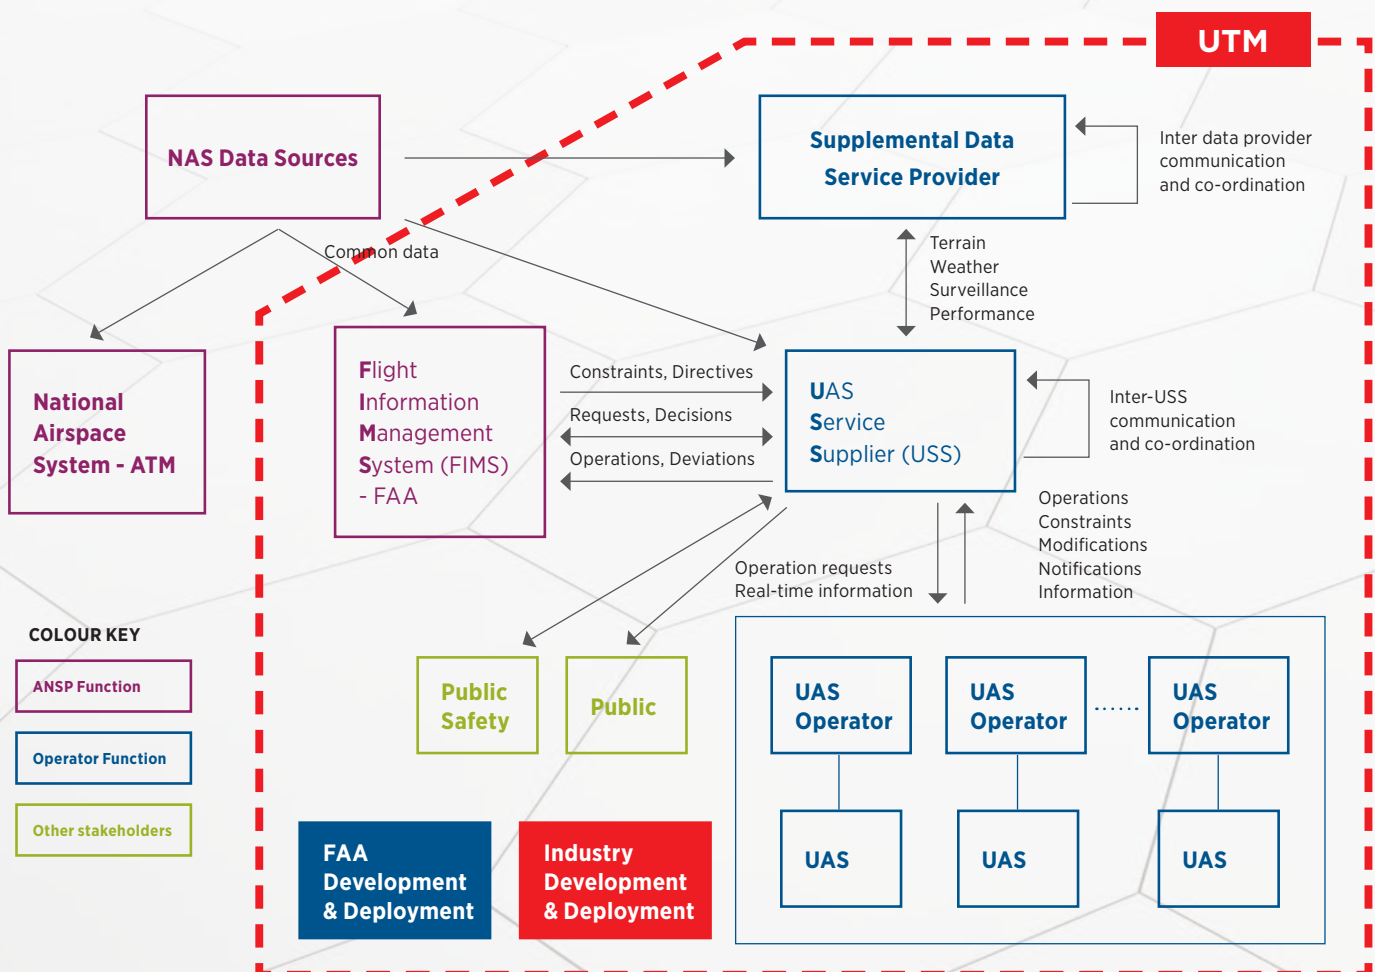 UTM
NAS Data Sources
Supplemental Data
Service Provider
Inter data provider
communication
and co-ordination
Common data
Terrain
Weather
Surveillance
Performance
National
Airspace
System - ATM
Flight
Information
Management
System (FIMS)
- FAA
Constraints, Directives
Requests, Decisions
Operations, Deviations
UAS
Service
Supplier (USS)
Inter-USS
communication
and co-ordination
Operation requests
Real-time information
Operations
Constraints
Modifications
Notifications
Information
COLOUR KEY
ANSP Function
Operator Function
Other stakeholders
Public
Safety
Public
UAS
Operator
UAS
Operator
......
UAS
Operator
UAS
UAS
UAS
FAA
Development
& Deployment
Industry
Development
& Deployment